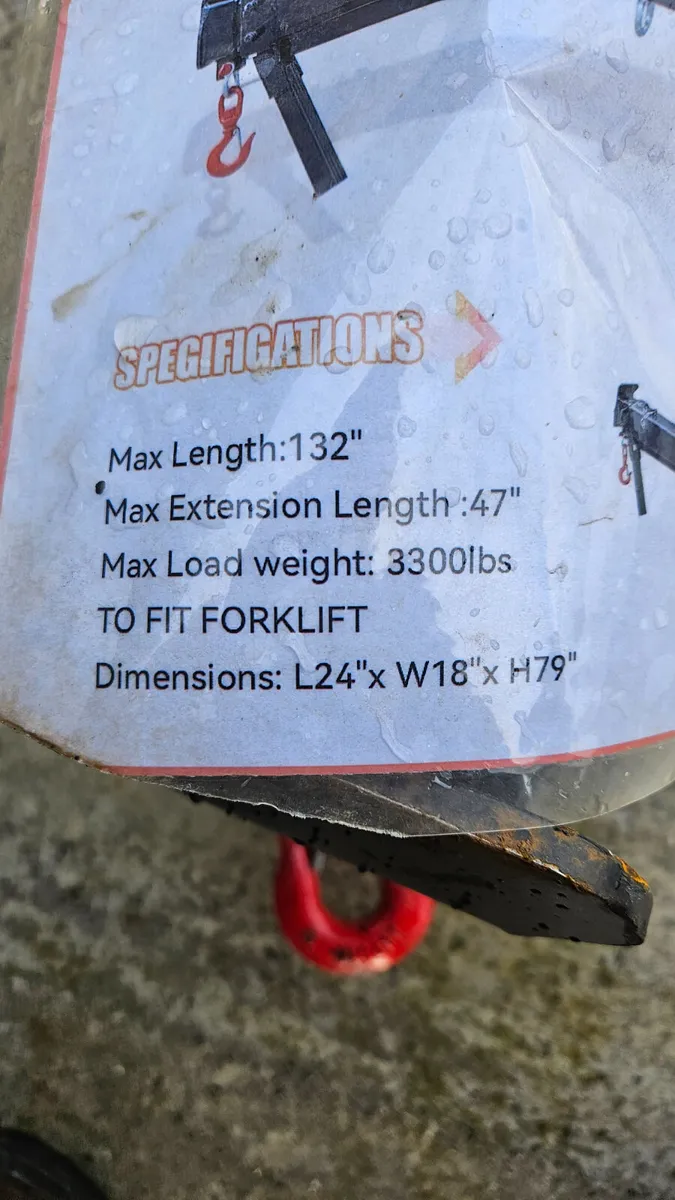 SPEGIFIGATIONS
Max Length:132"
Max Extension Length :47"
Max Load weight: 3300lbs
TO FIT FORKLIFT
Dimensions: L24"x W18"x H79"